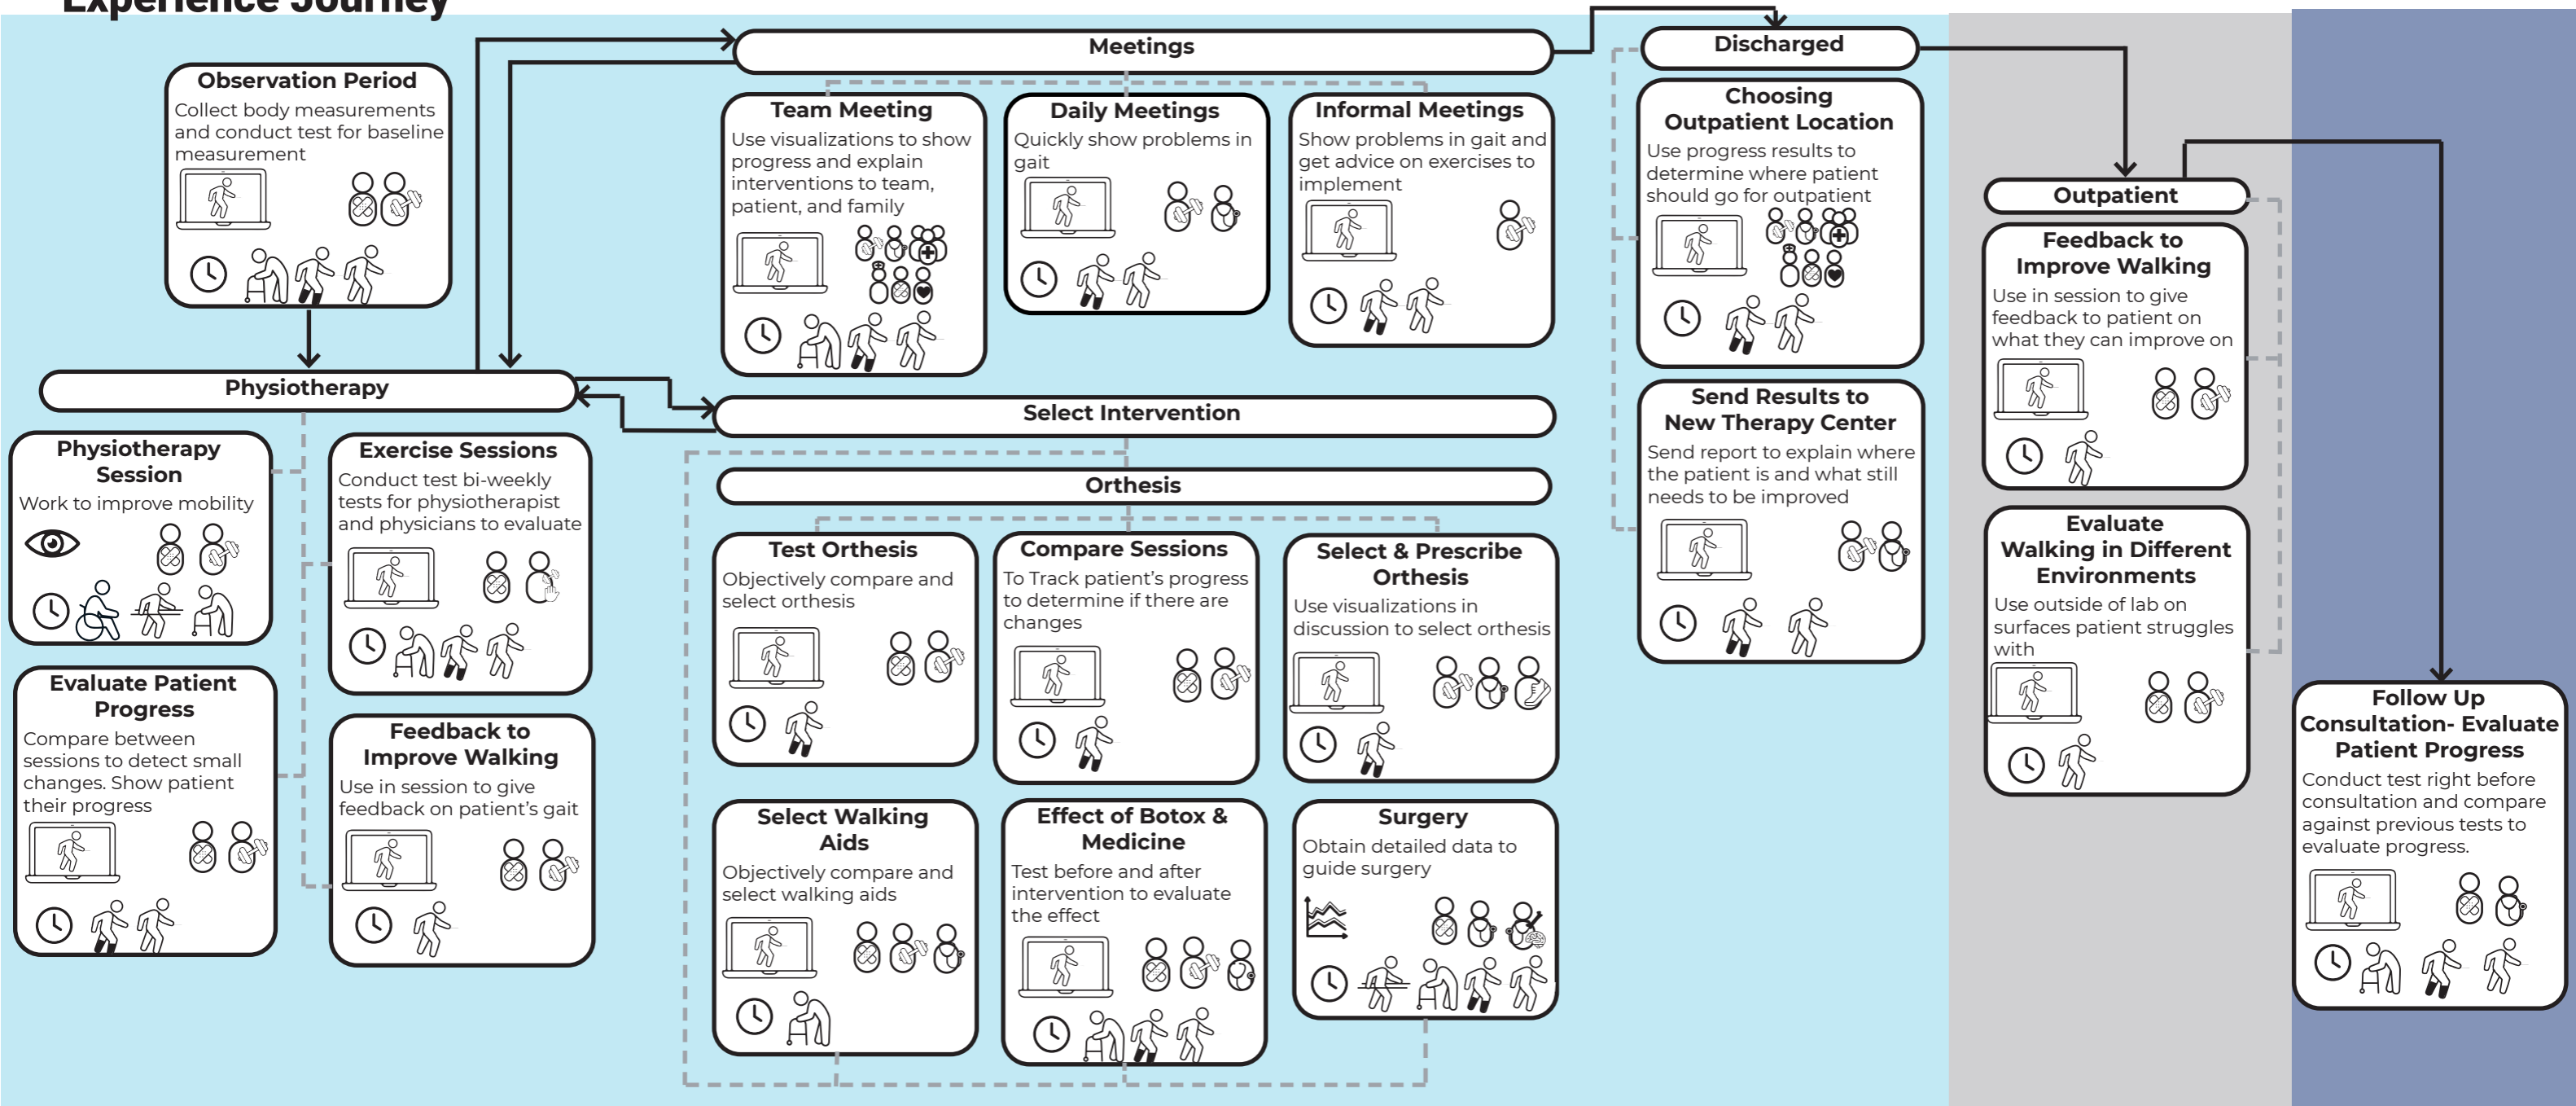 Experience Journey
Observation Period
Collect body measurements
and conduct test for baseline
measurement
Physiotherapy
Physiotherapy
Session
Work to improve mobility
Exercise Sessions
Conduct test bi-weekly
tests for physiotherapist
and physicians to evaluate
Evaluate Patient
Progress
Compare between
sessions to detect small
changes. Show patient
their progress
Feedback to
Improve Walking
Use in session to give
feedback on patient's gait
Meetings
Team Meeting
Use visualizations to show
progress and explain
interventions to team,
patient, and family
Daily Meetings
Quickly show problems in
gait
Informal Meetings
Show problems in gait and
get advice on exercises to
implement
Select Intervention
Orthesis
Test Orthesis
Objectively compare and
select orthesis
Compare Sessions
To Track patient's progress
to determine if there are
changes
Select & Prescribe
Orthesis
Use visualizations in
discussion to select orthesis
Select Walking
Aids
Objectively compare and
select walking aids
Effect of Botox &
Medicine
Test before and after
intervention to evaluate
the effect
Surgery
Obtain detailed data to
guide surgery
Discharged
Choosing
Outpatient Location
Use progress results to
determine where patient
should go for outpatient
Send Results to
New Therapy Center
Send report to explain where
the patient is and what still
needs to be improved
Outpatient
Feedback to
Improve Walking
Use in session to give
feedback to patient on
what they can improve on
Evaluate
Walking in Different
Environments
Use outside of lab on
surfaces patient struggles
with
Follow Up
Consultation- Evaluate
Patient Progress
Conduct test right before
consultation and compare
against previous tests to
evaluate progress.